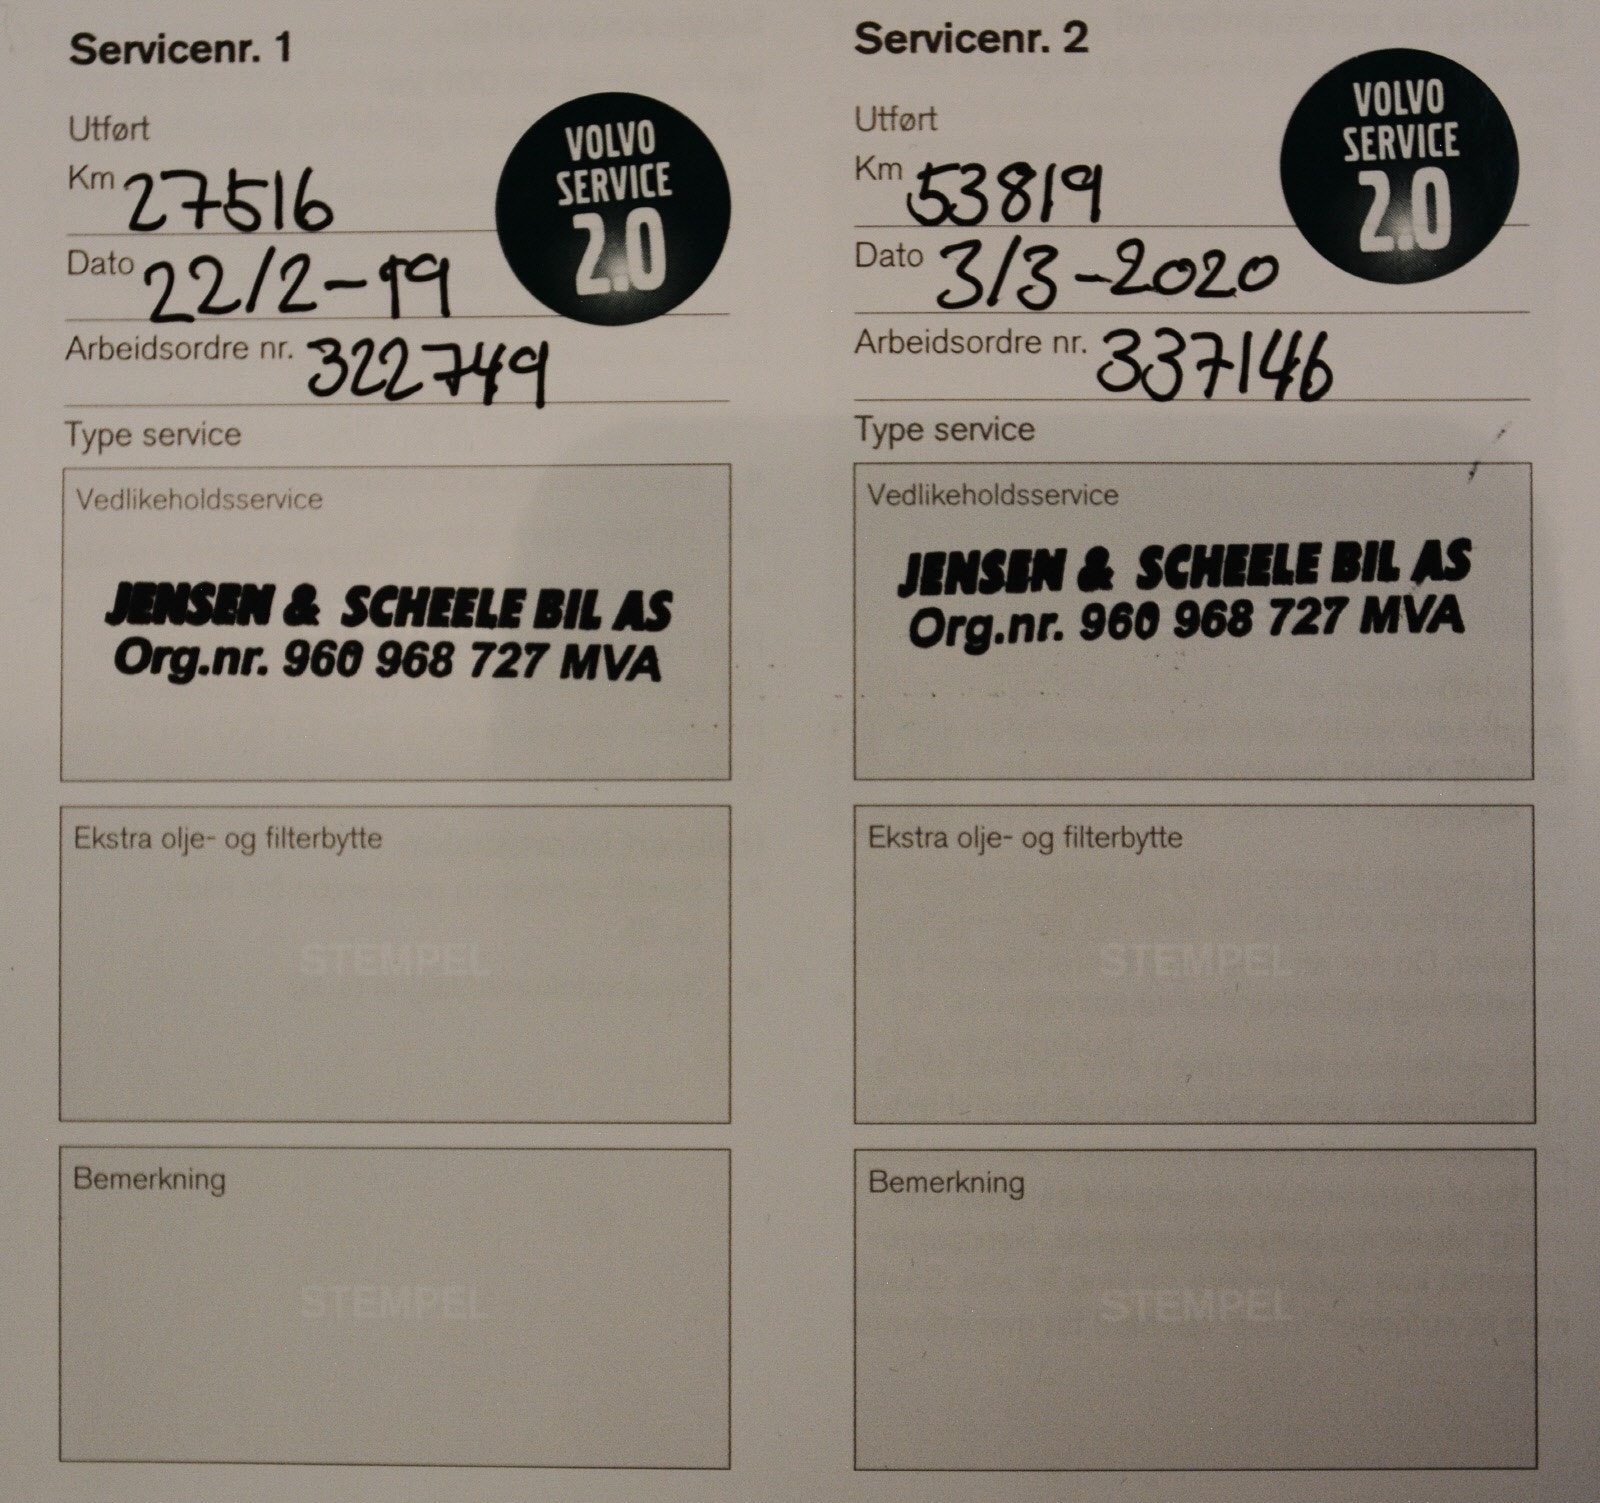 Servicenr. 1
Utført
Km 27516
Dato 22/2-19
Arbeidsordre nr. 322749
VOLVO
SERVICE
2.0
Type service
Vedlikeholdsservice
JENSEN & SCHEELE BIL AS
Org.nr. 960 968 727 MVA
Ekstra olje- og filterbytte
STEMPEL
Bemerkning
STEMPEL
Servicenr. 2
Utført
Km 53819
Dato 3/3-2020
Arbeidsordre nr. 337146
VOLVO
SERVICE
2.0
Type service
Vedlikeholdsservice
JENSEN & SCHEELE BIL AS
Org.nr. 960 968 727 MVA
Ekstra olje- og filterbytte
STEMPEL
Bemerkning
STEMPEL